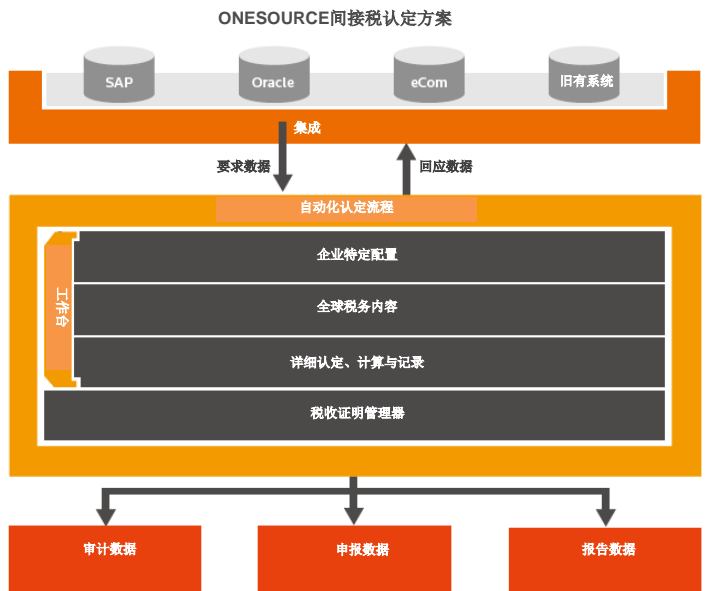 ONESOURCE间接税认定方案
SAP
Oracle
eCom
旧有系统
集成
要求数据
回应数据
自动化认定流程
工作台
企业特定配置
全球税务内容
详细认定、计算与记录
税收证明管理器
审计数据
申报数据
报告数据